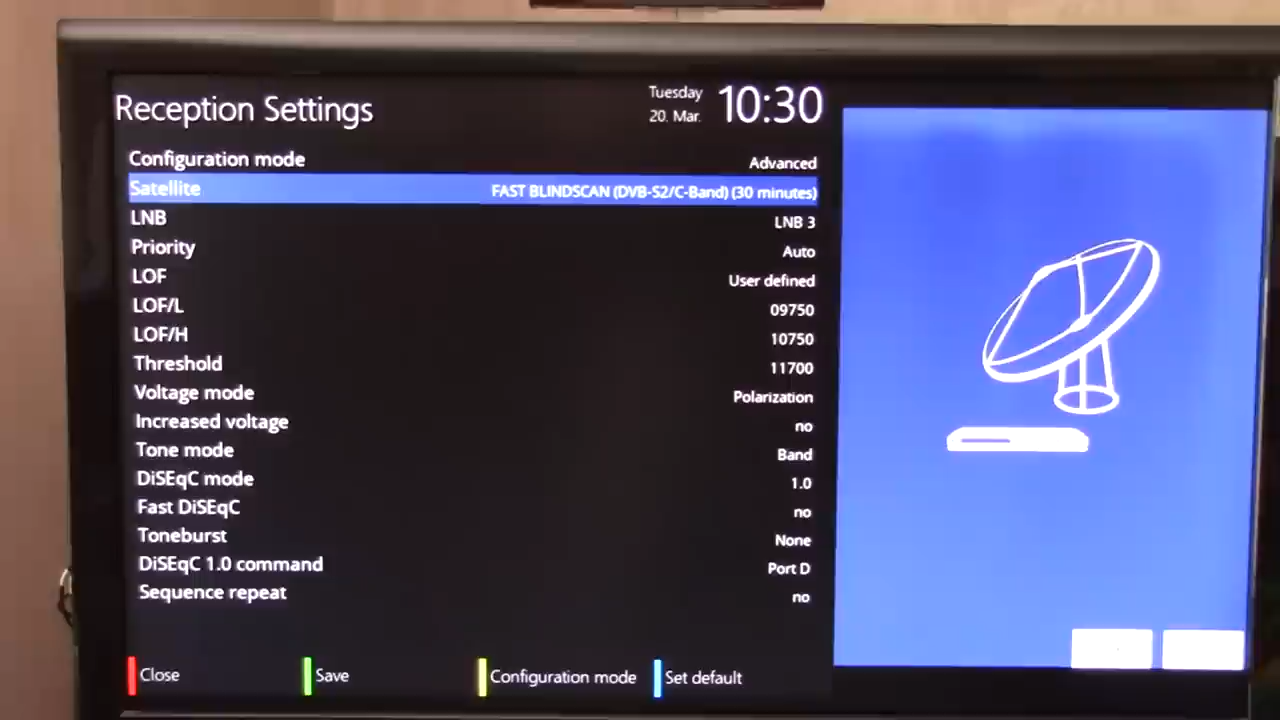 Reception Settings
Tuesday
20. Mar.
10:30
Configuration mode Advanced
Satellite FAST BLINDSCAN (DVB-S2/C-Band) (30 minutes)
LNB LNB 3
Priority Auto
LOF User defined
LOF/L 09750
LOF/H 10750
Threshold 11700
Voltage mode Polarization
Increased voltage no
Tone mode Band
DiSEqC mode 1.0
Fast DiSEqC no
Toneburst None
DiSEqC 1.0 command Port D
Sequence repeat no
Close Save Configuration mode Set default